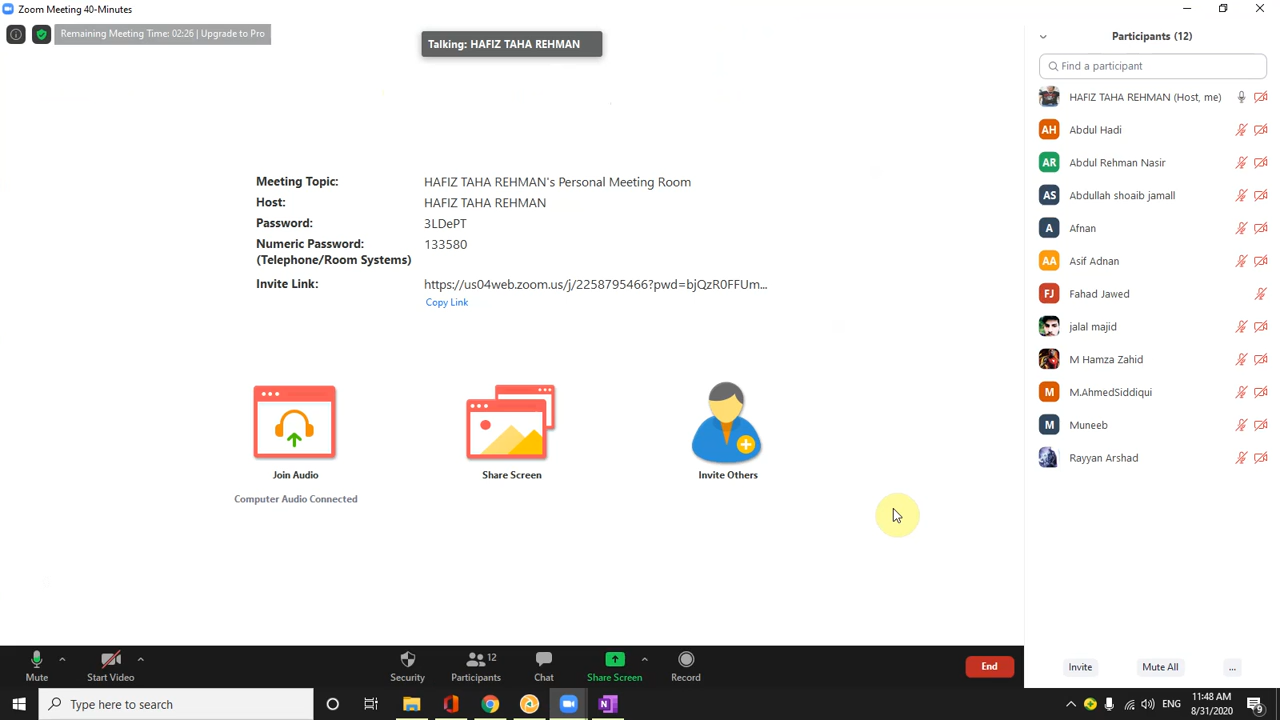 Zoom Meeting 40-Minutes
Remaining Meeting Time: 02:26 | Upgrade to Pro
Talking: HAFIZ TAHA REHMAN
Meeting Topic: HAFIZ TAHA REHMAN's Personal Meeting Room
Host: HAFIZ TAHA REHMAN
Password: 3LDePT
Numeric Password: 133580
(Telephone/Room Systems)
Invite Link: https://us04web.zoom.us/j/2258795466?pwd=bjQzR0FFUm...
Copy Link
Join Audio
Computer Audio Connected
Share Screen
Invite Others
Participants (12)
Find a participant
HAFIZ TAHA REHMAN (Host, me)
AH Abdul Hadi
AR Abdul Rehman Nasir
AS Abdullah shoaib jamall
A Afnan
AA Asif Adnan
FJ Fahad Jawed
jalal majid
M Hamza Zahid
M M.AhmedSiddiqui
M Muneeb
Rayyan Arshad
Invite
Mute All
...
Mute
Start Video
Security
Participants 12
Chat
Share Screen
Record
End
Type here to search
N
ENG
11:48 AM
8/31/2020
9